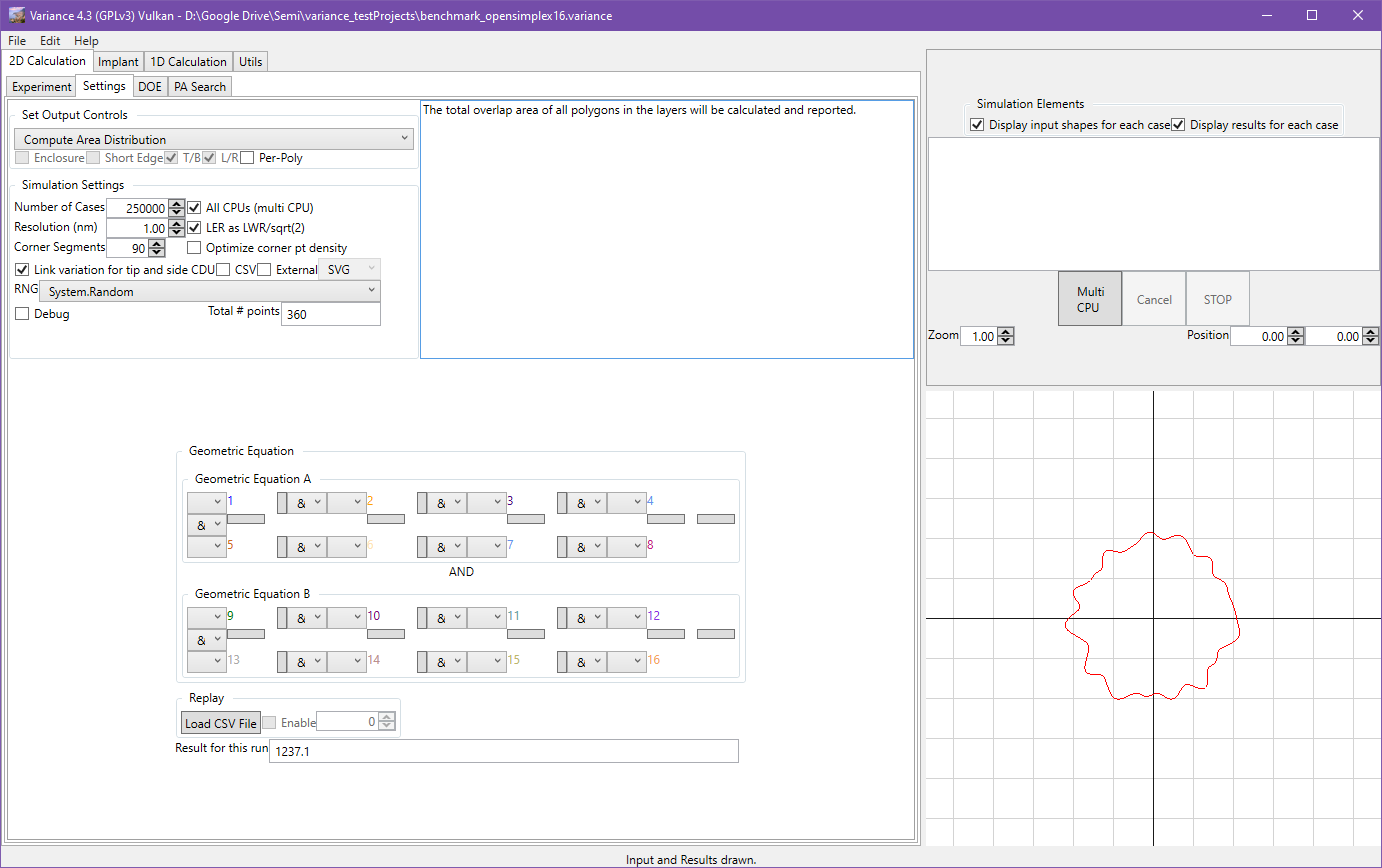 Variance 4.3 (GPLv3) Vulkan - D:\Google Drive\Semi\variance_testProjects\benchmark_opensimplex16.variance
File Edit Help
2D Calculation Implant 1D Calculation Utils
Experiment Settings DOE PA Search
Set Output Controls
Compute Area Distribution
Enclosure Short Edge T/B L/R Per-Poly
The total overlap area of all polygons in the layers will be calculated and reported.
Simulation Settings
Number of Cases 250000 All CPUs (multi CPU)
Resolution (nm) 1.00 LER as LWR/sqrt(2)
Corner Segments 90 Optimize corner pt density
Link variation for tip and side CDU CSV External SVG
RNG System.Random
Debug Total # points 360
Geometric Equation
Geometric Equation A
1 & 2 & 3 & 4
&
5 & 6 & 7 & 8
AND
Geometric Equation B
9 & 10 & 11 & 12
&
13 & 14 & 15 & 16
Replay
Load CSV File Enable 0
Result for this run 1237.1
Simulation Elements
Display input shapes for each case Display results for each case
Multi
CPU
Cancel STOP
Zoom 1.00 Position 0.00 0.00
Input and Results drawn.